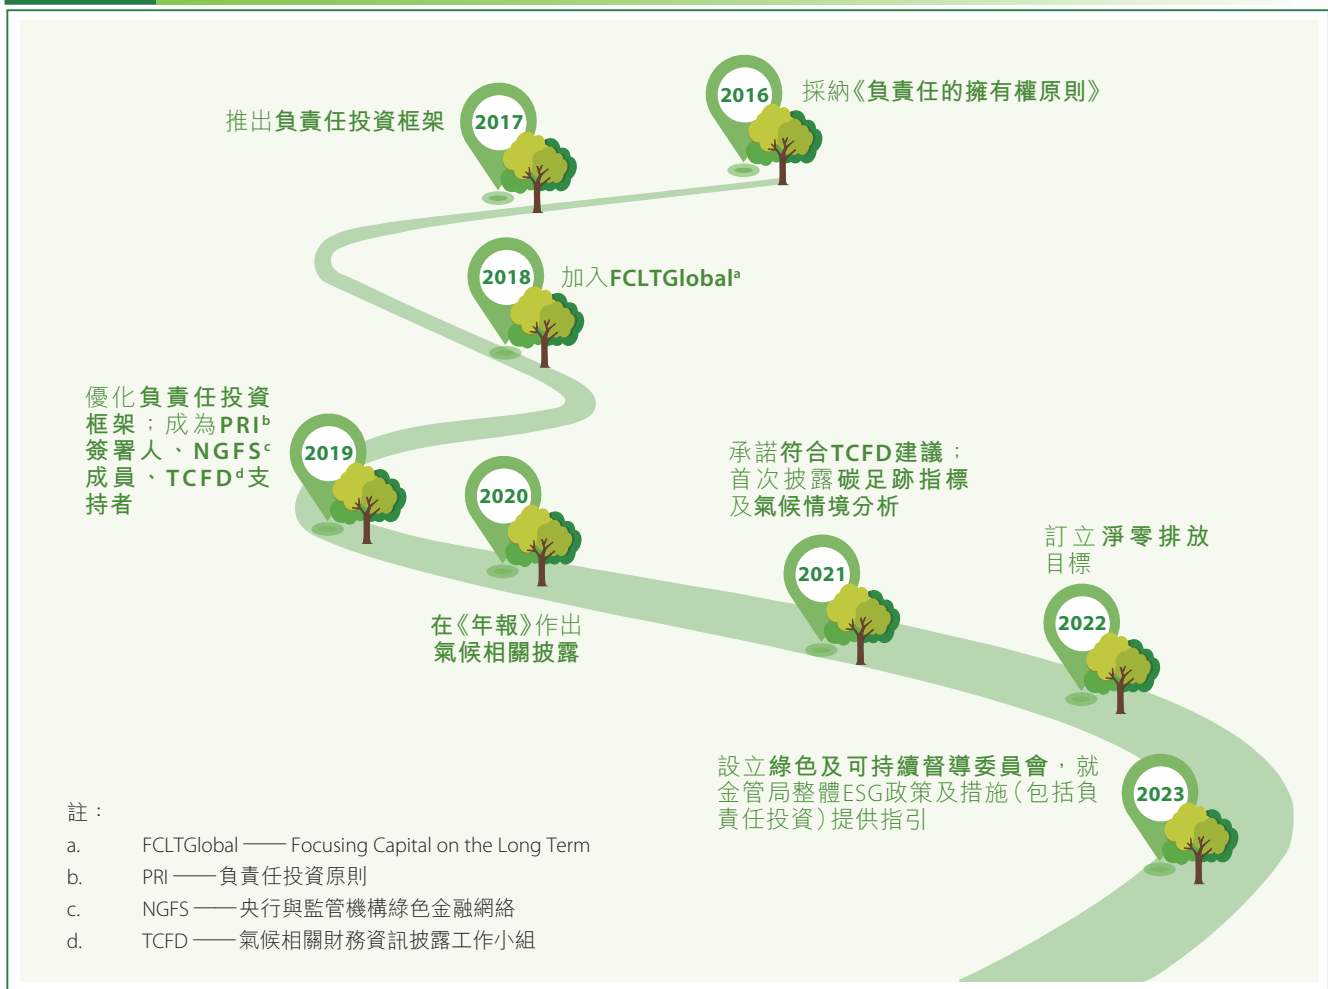 2016
採納《負責任的擁有權原則》
2017
推出負責任投資框架
2018
加入FCLTGlobalᵃ
2019
優化負責任投資
框架；成為PRIᵇ
簽署人、NGFSᶜ
成員、TCFDᵈ支
持者
2020
在《年報》作出
氣候相關披露
2021
承諾符合TCFD建議；
首次披露碳足跡指標
及氣候情境分析
2022
訂立淨零排放
目標
2023
設立綠色及可持續督導委員會，就
金管局整體ESG政策及措施（包括負
責任投資）提供指引
註：
a. FCLTGlobal —— Focusing Capital on the Long Term
b. PRI —— 負責任投資原則
c. NGFS —— 央行與監管機構綠色金融網絡
d. TCFD —— 氣候相關財務資訊披露工作小組